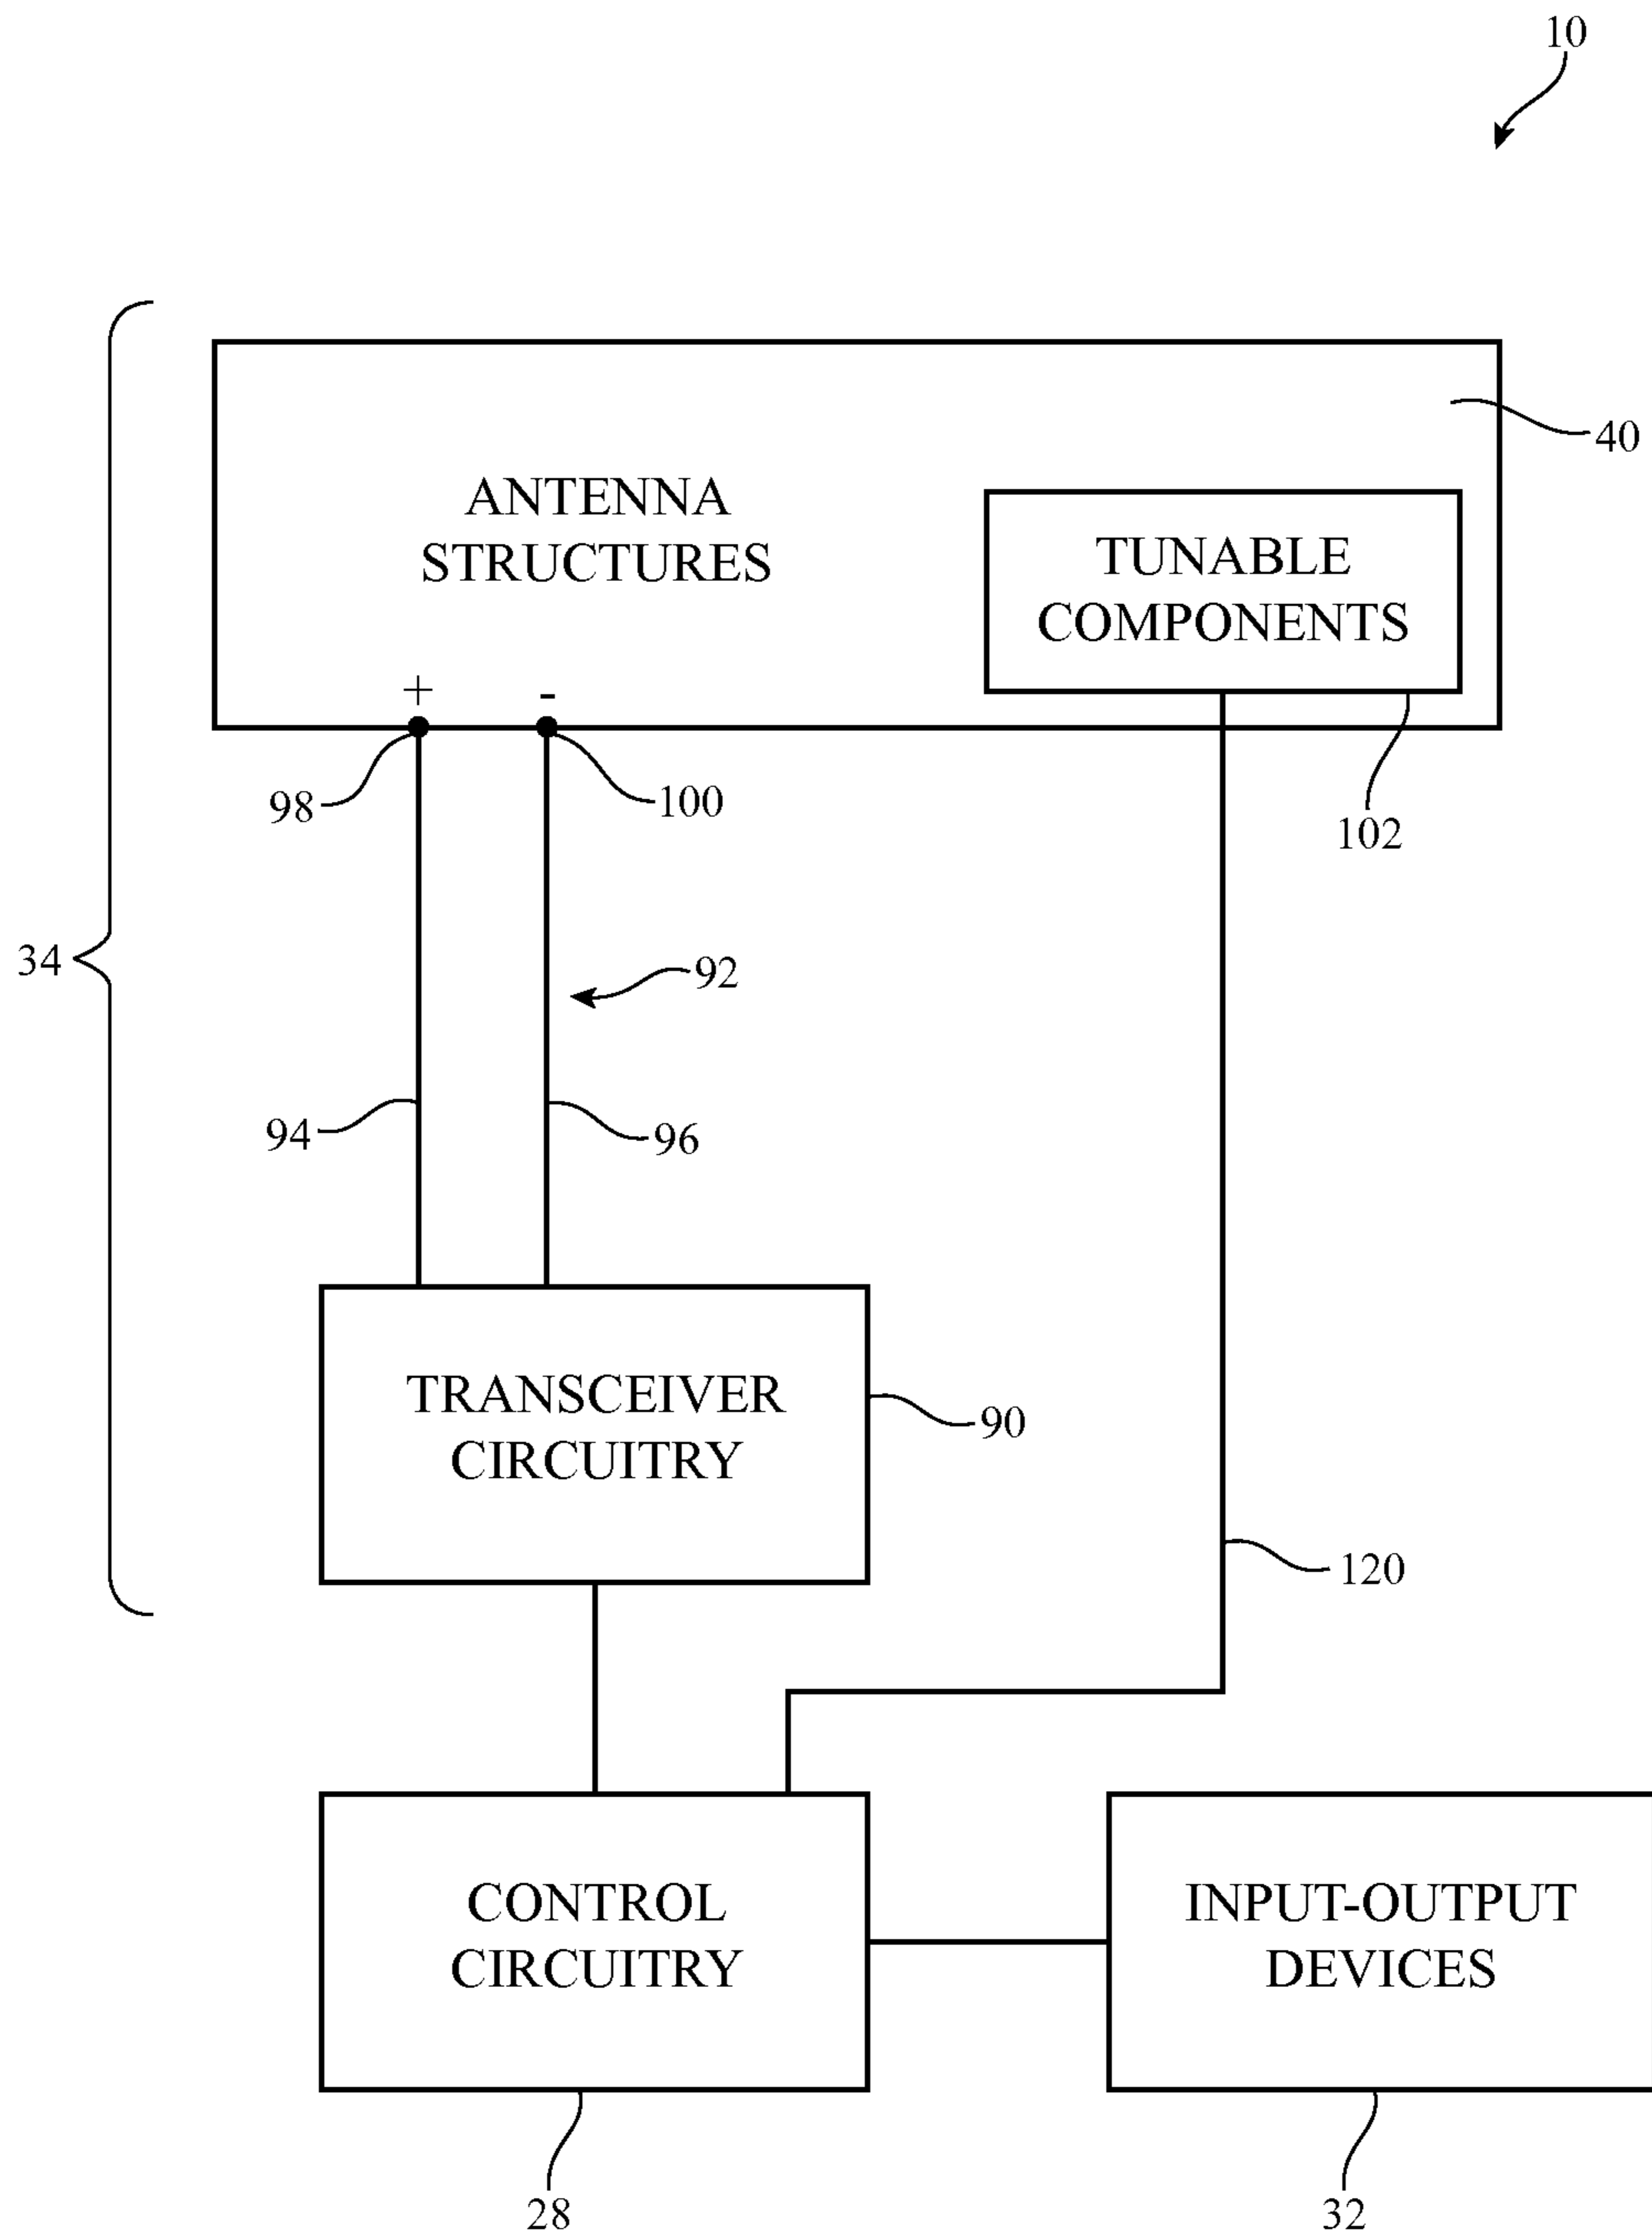 10
40
ANTENNA
STRUCTURES
TUNABLE
COMPONENTS
+
-
98
100
102
34
92
94
96
TRANSCEIVER
CIRCUITRY
90
120
CONTROL
CIRCUITRY
INPUT-OUTPUT
DEVICES
28
32